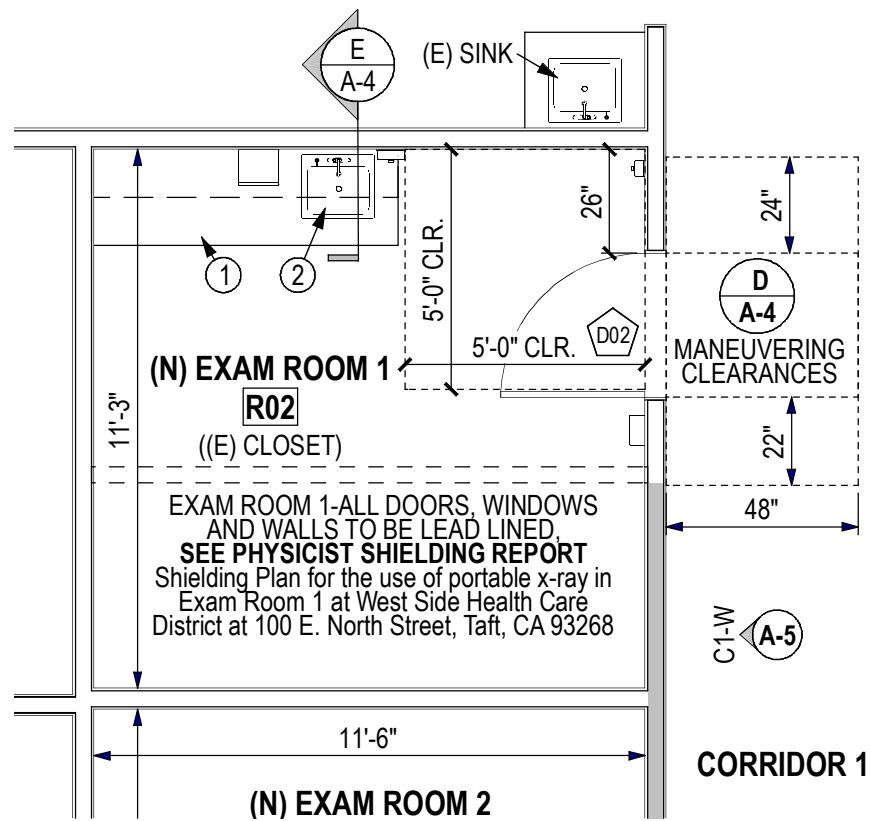 E
A-4
(E) SINK
26"
24"
1
2
5'-0" CLR.
D
A-4
D02
5'-0" CLR.
MANEUVERING
CLEARANCES
(N) EXAM ROOM 1
R02
((E) CLOSET)
11'-3"
22"
48"
EXAM ROOM 1-ALL DOORS, WINDOWS
AND WALLS TO BE LEAD LINED,
SEE PHYSICIST SHIELDING REPORT
Shielding Plan for the use of portable x-ray in
Exam Room 1 at West Side Health Care
District at 100 E. North Street, Taft, CA 93268
C1-W
A-5
11'-6"
CORRIDOR 1
(N) EXAM ROOM 2